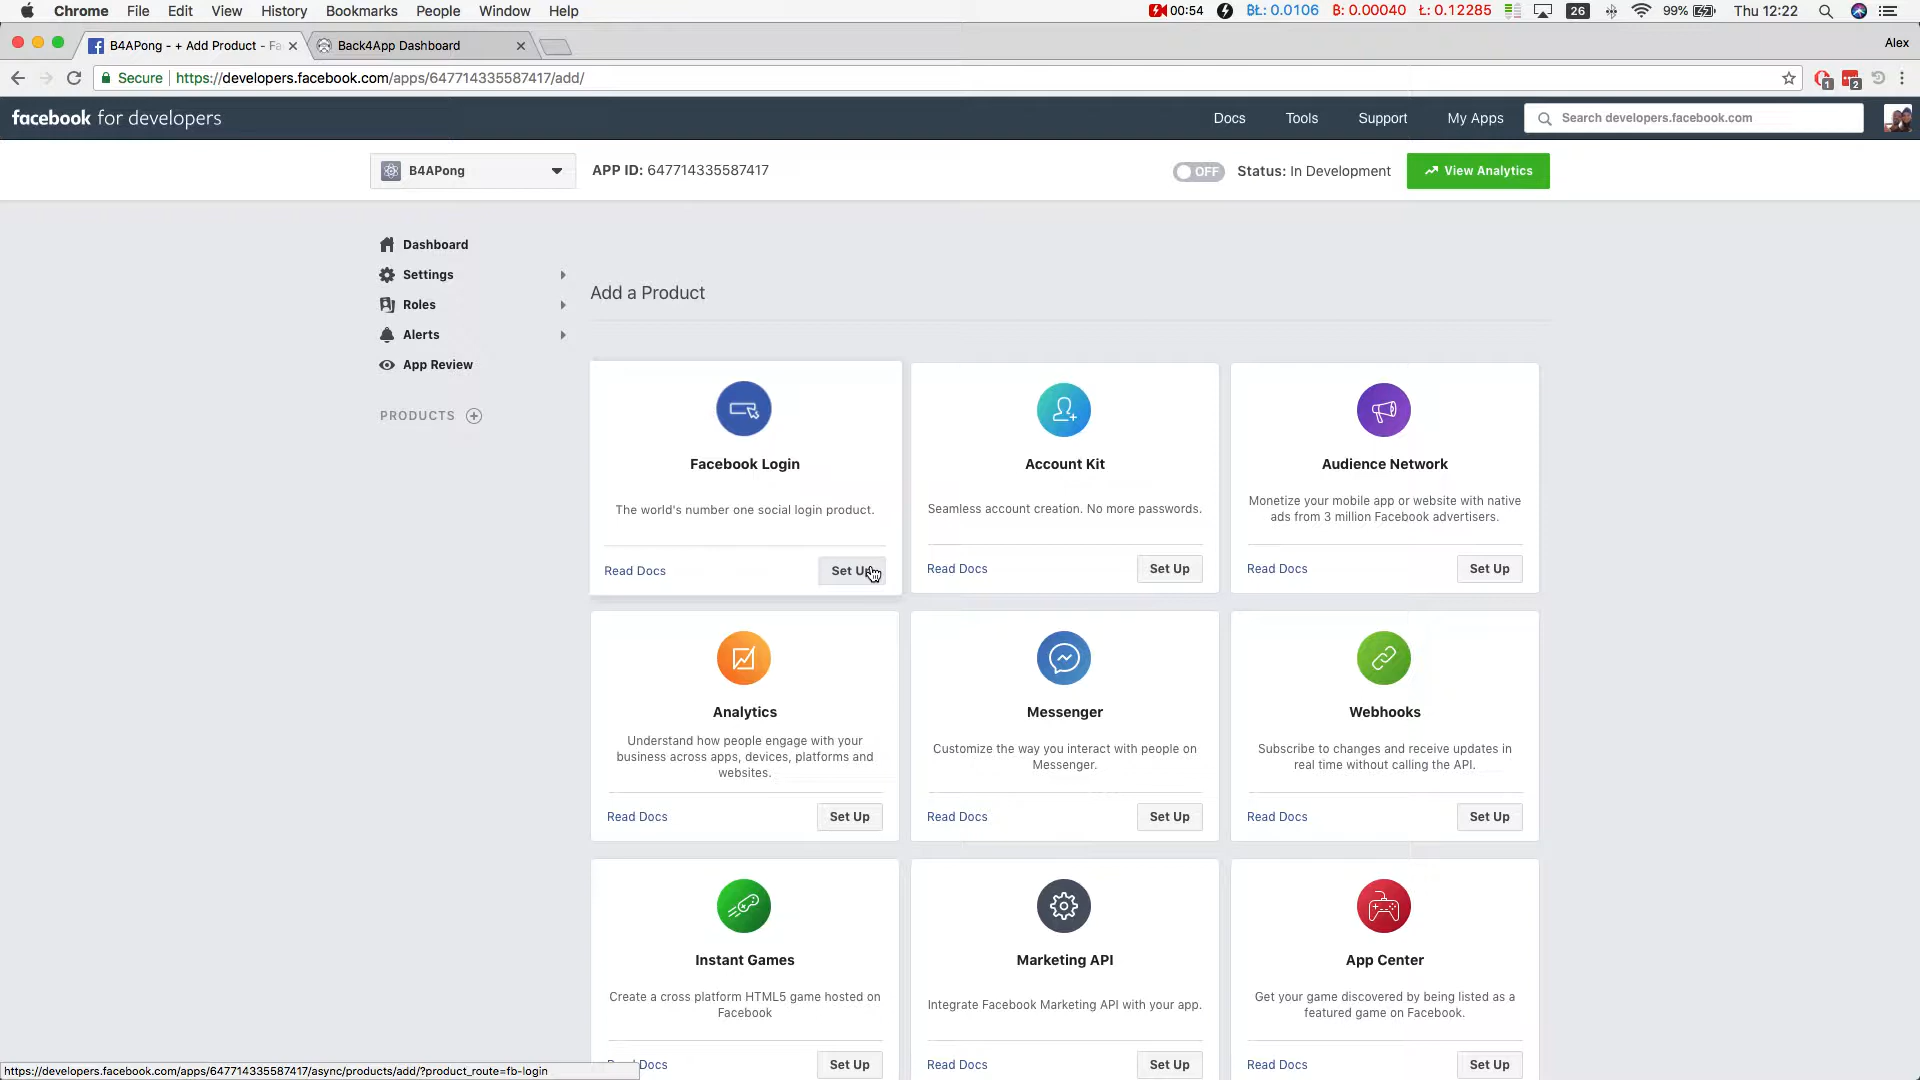 Chrome File Edit View History Bookmarks People Window Help 00:54 ƀŁ: 0.0106 Ƀ: 0.00040 Ł: 0.12285 26 99% Thu 12:22
B4APong - + Add Product - Fa
Back4App Dashboard
Alex
Secure https://developers.facebook.com/apps/647714335587417/add/
1
2
facebook for developers
Docs Tools Support My Apps Search developers.facebook.com
B4APong
APP ID: 647714335587417
OFF
Status: In Development
View Analytics
Dashboard
Settings
Roles
Alerts
App Review
PRODUCTS
Add a Product
Facebook Login
The world's number one social login product.
Read Docs
Set Up
Account Kit
Seamless account creation. No more passwords.
Read Docs
Set Up
Audience Network
Monetize your mobile app or website with native
ads from 3 million Facebook advertisers.
Read Docs
Set Up
Analytics
Understand how people engage with your
business across apps, devices, platforms and
websites.
Read Docs
Set Up
Messenger
Customize the way you interact with people on
Messenger.
Read Docs
Set Up
Webhooks
Subscribe to changes and receive updates in
real time without calling the API.
Read Docs
Set Up
Instant Games
Create a cross platform HTML5 game hosted on
Facebook
Read Docs
Set Up
Marketing API
Integrate Facebook Marketing API with your app.
Read Docs
Set Up
App Center
Get your game discovered by being listed as a
featured game on Facebook.
Read Docs
Set Up
https://developers.facebook.com/apps/647714335587417/async/products/add/?product_route=fb-login